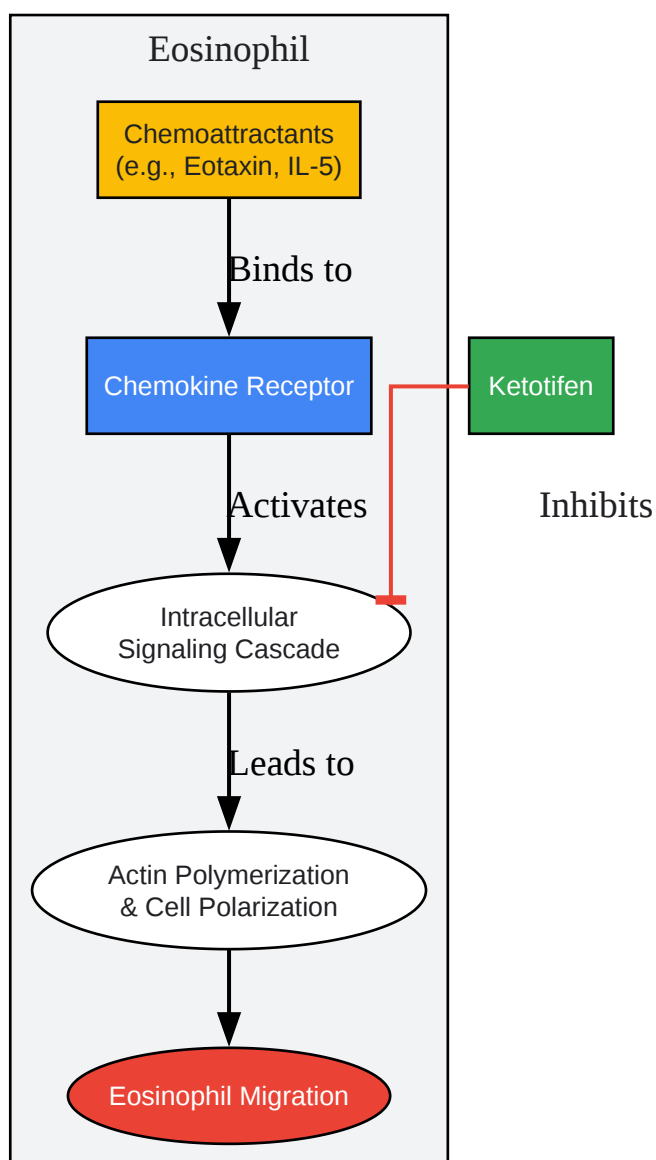 Eosinophil
Chemoattractants
(e.g., Eotaxin, IL-5)
Binds to
Chemokine Receptor
Ketotifen
Activates
Inhibits
Intracellular
Signaling Cascade
Leads to
Actin Polymerization
& Cell Polarization
Eosinophil Migration